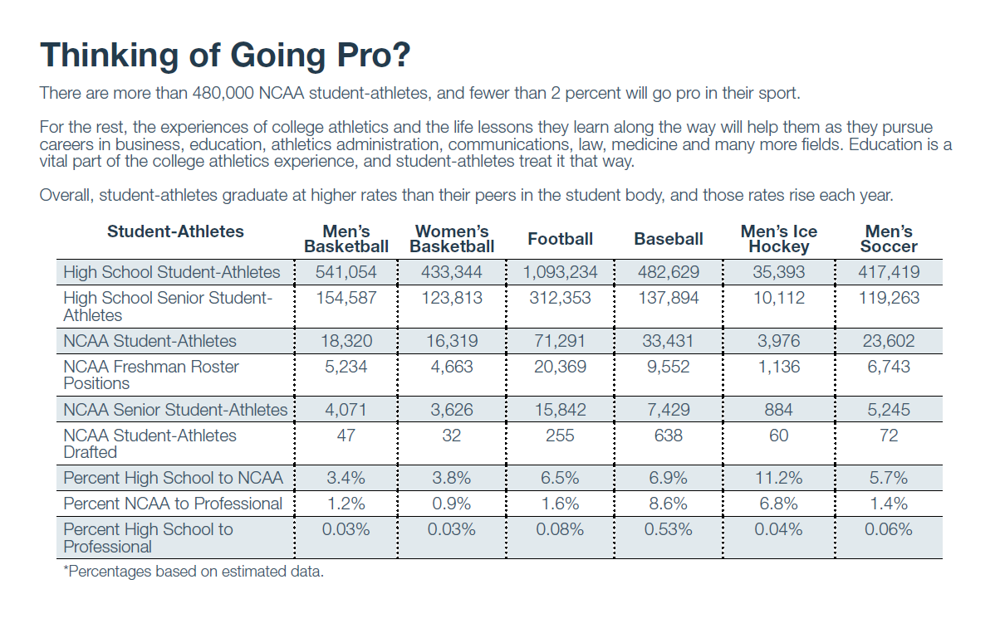 Thinking of Going Pro?
There are more than 480,000 NCAA student-athletes, and fewer than 2 percent will go pro in their sport.
For the rest, the experiences of college athletics and the life lessons they learn along the way will help them as they pursue
careers in business, education, athletics administration, communications, law, medicine and many more fields. Education is a
vital part of the college athletics experience, and student-athletes treat it that way.
Overall, student-athletes graduate at higher rates than their peers in the student body, and those rates rise each year.
Student-Athletes Men's Basketball Women's Basketball Football Baseball Men's Ice Hockey Men's Soccer
High School Student-Athletes 541,054 433,344 1,093,234 482,629 35,393 417,419
High School Senior Student- 154,587 123,813 312,353 137,894 10,112 119,263
Athletes
NCAA Student-Athletes 18,320 16,319 71,291 33,431 3,976 23,602
NCAA Freshman Roster 5,234 4,663 20,369 9,552 1,136 6,743
Positions
NCAA Senior Student-Athletes 4,071 3,626 15,842 7,429 884 5,245
NCAA Student-Athletes 47 32 255 638 60 72
Drafted
Percent High School to NCAA 3.4% 3.8% 6.5% 6.9% 11.2% 5.7%
Percent NCAA to Professional 1.2% 0.9% 1.6% 8.6% 6.8% 1.4%
Percent High School to 0.03% 0.03% 0.08% 0.53% 0.04% 0.06%
Professional
*Percentages based on estimated data.